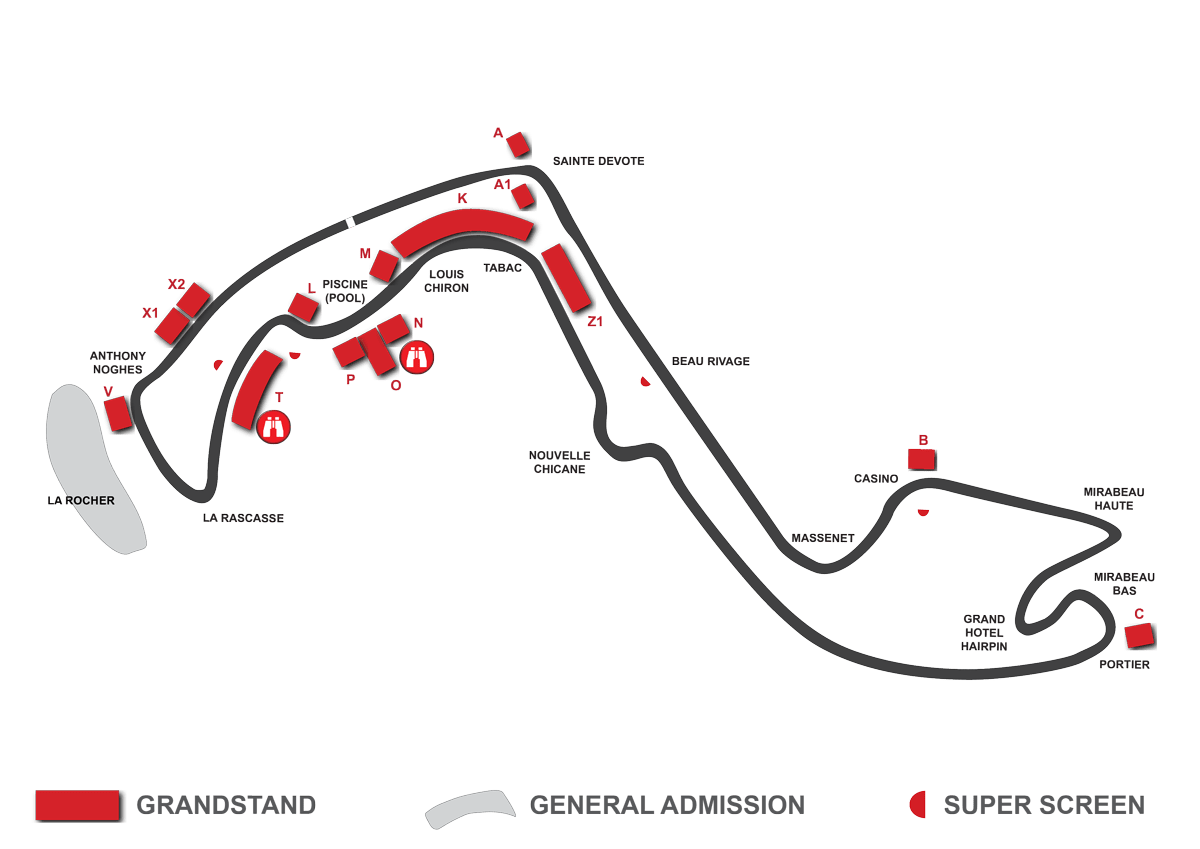 A
SAINTE DEVOTE
A1
K
M
TABAC
LOUIS
CHIRON
X2
L
PISCINE
(POOL)
X1
Z1
N
ANTHONY
NOGHES
BEAU RIVAGE
P
O
V
T
B
NOUVELLE
CHICANE
CASINO
LA ROCHER
MIRABEAU
HAUTE
LA RASCASSE
MASSENET
MIRABEAU
BAS
C
GRAND
HOTEL
HAIRPIN
PORTIER
GRANDSTAND
GENERAL ADMISSION
SUPER SCREEN